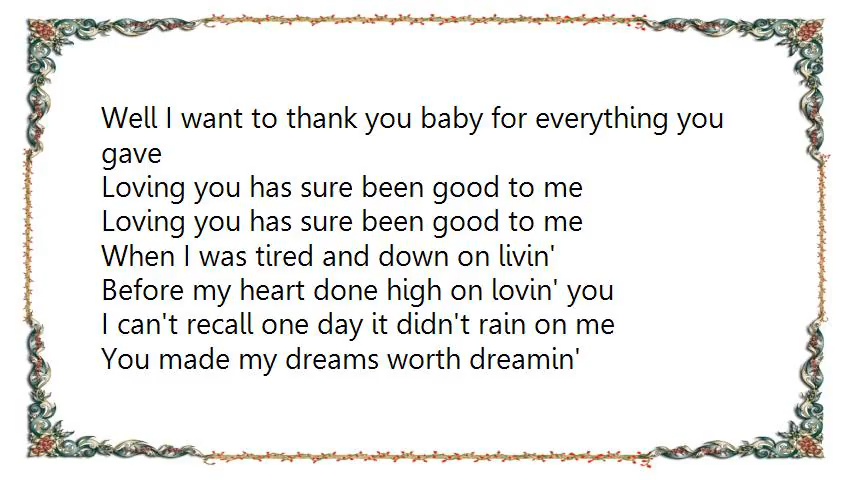 Well I want to thank you baby for everything you
gave
Loving you has sure been good to me
Loving you has sure been good to me
When I was tired and down on livin'
Before my heart done high on lovin' you
I can't recall one day it didn't rain on me
You made my dreams worth dreamin'